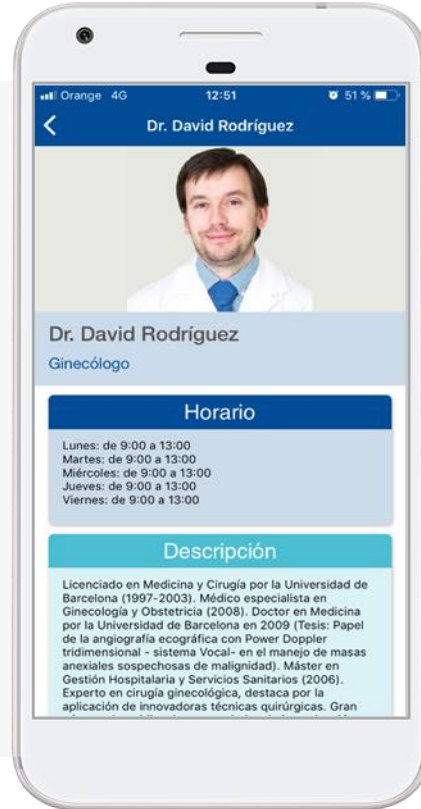 Orange 4G 12:51 51 %
Dr. David Rodríguez
Dr. David Rodríguez
Ginecólogo
Horario
Lunes: de 9:00 a 13:00
Martes: de 9:00 a 13:00
Miércoles: de 9:00 a 13:00
Jueves: de 9:00 a 13:00
Viernes: de 9:00 a 13:00
Descripción
Licenciado en Medicina y Cirugía por la Universidad de
Barcelona (1997-2003). Médico especialista en
Ginecología y Obstetricia (2008). Doctor en Medicina
por la Universidad de Barcelona en 2009 (Tesis: Papel
de la angiografía ecográfica con Power Doppler
tridimensional - sistema Vocal- en el manejo de masas
anexiales sospechosas de malignidad). Máster en
Gestión Hospitalaria y Servicios Sanitarios (2006).
Experto en cirugía ginecológica, destaca por la
aplicación de innovadoras técnicas quirúrgicas. Gran